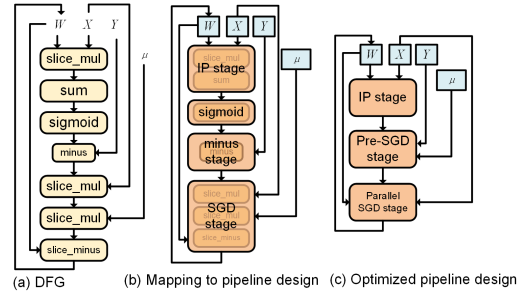 W X Y
μ
slice_mul
sum
sigmoid
minus
slice_mul
slice_mul
slice_minus
(a) DFG
W X Y
μ
slice_mul
IP stage
sum
sigmoid
minus
stage
minus
slice_mul
SGD
slice_mul
stage
slice_minus
(b) Mapping to pipeline design
W X Y
μ
IP stage
Pre-SGD
stage
Parallel
SGD stage
(c) Optimized pipeline design